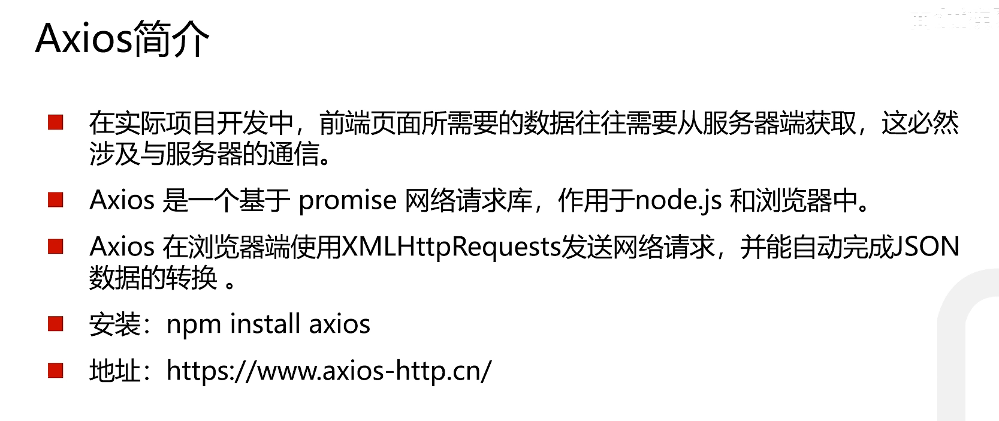 Axios简介
在实际项目开发中，前端页面所需要的数据往往需要从服务器端获取，这必然
涉及与服务器的通信。
Axios 是一个基于 promise 网络请求库，作用于node.js 和浏览器中。
Axios 在浏览器端使用XMLHttpRequests发送网络请求，并能自动完成JSON
数据的转换 。
安装：npm install axios
地址：https://www.axios-http.cn/